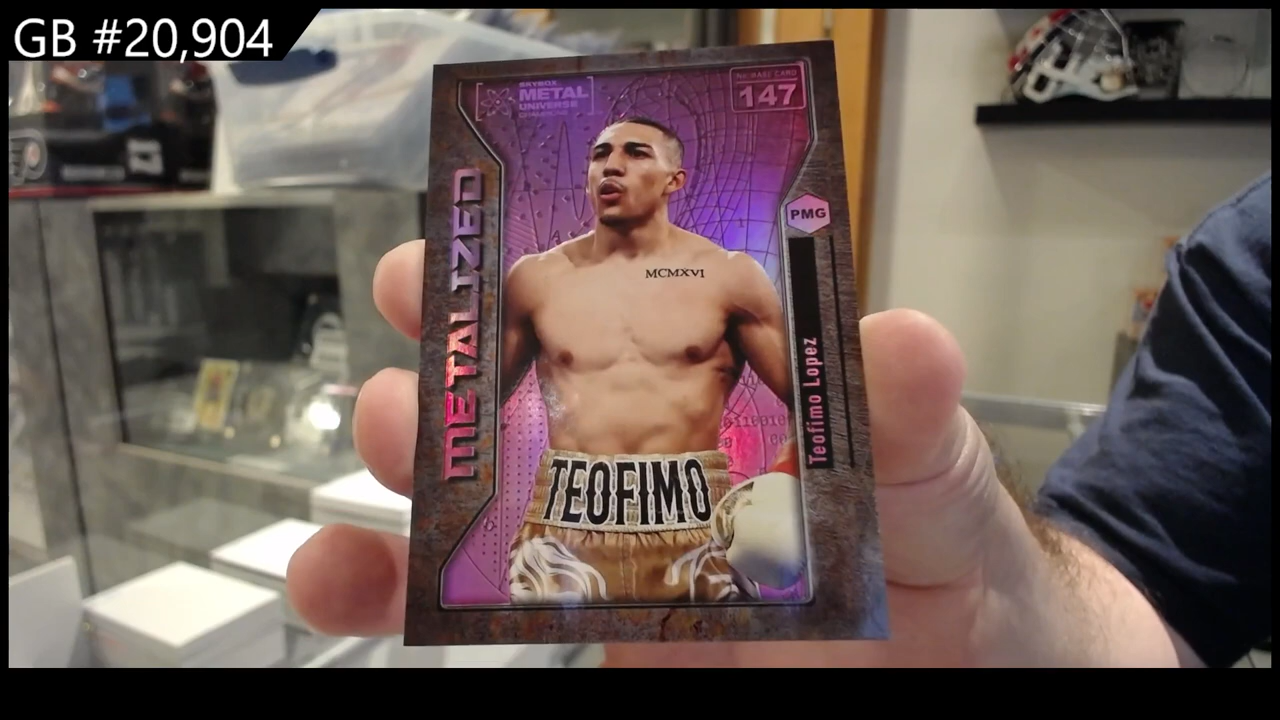 GB #20,904
SKYBOX
METAL
UNIVERSE
CHAMPIONS
147
PMG
METALIZED
MCMXVI
Teofimo Lopez
TEOFIMO